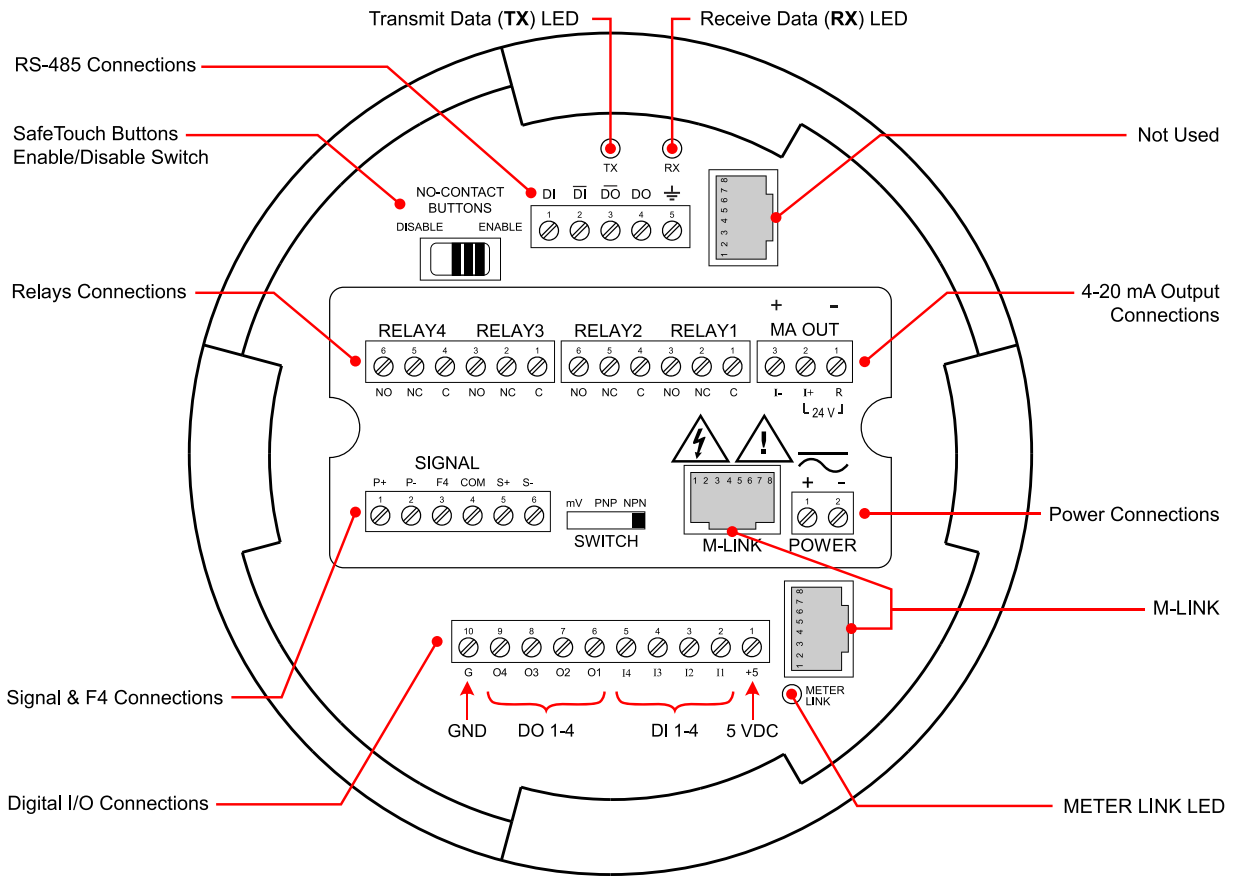 Transmit Data (TX) LED
Receive Data (RX) LED
RS-485 Connections
SafeTouch Buttons
Enable/Disable Switch
Not Used
TX
RX
NO-CONTACT
BUTTONS
DISABLE ENABLE
DI D̅I̅ D̅O̅ DO
1 2 3 4 5
1 2 3 4 5 6 7 8
Relays Connections
4-20 mA Output
Connections
+ -
RELAY4 RELAY3 RELAY2 RELAY1 MA OUT
6 5 4 3 2 1 6 5 4 3 2 1 3 2 1
NO NC C NO NC C NO NC C NO NC C I- I+ R
24 V
SIGNAL
P+ P- F4 COM S+ S-
1 2 3 4 5 6
mV PNP NPN
SWITCH
!
1 2 3 4 5 6 7 8
M-LINK
+ -
1 2
POWER
Power Connections
M-LINK
1 2 3 4 5 6 7 8
10 9 8 7 6 5 4 3 2 1
G O4 O3 O2 O1 I4 I3 I2 I1 +5
METER
LINK
GND DO 1-4 DI 1-4 5 VDC
Signal & F4 Connections
Digital I/O Connections
METER LINK LED